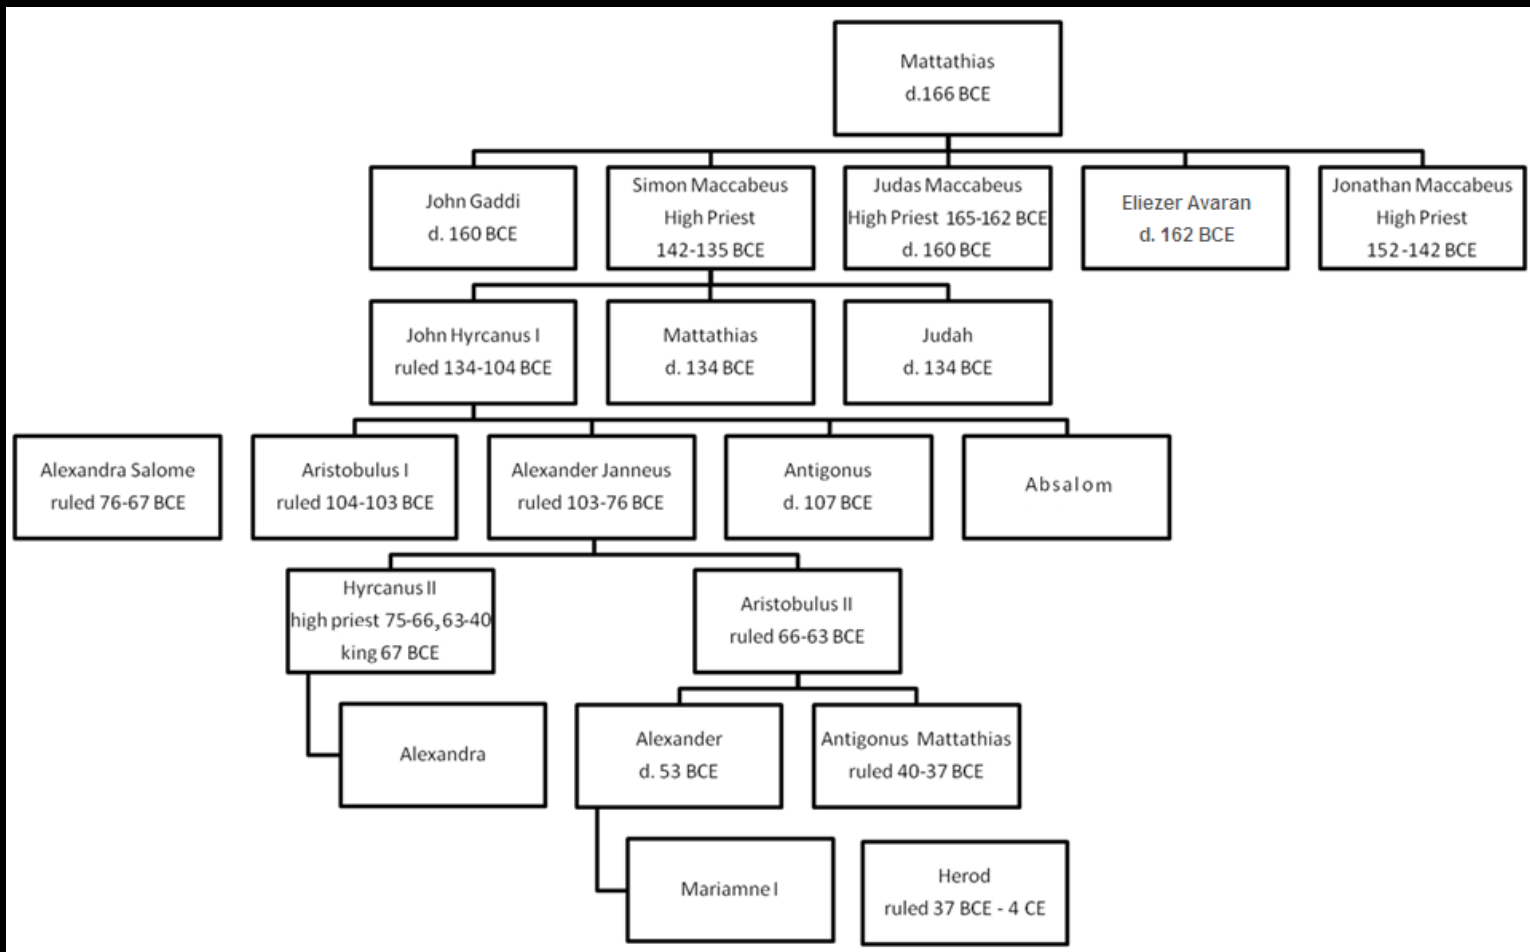 Mattathias
d.166 BCE
John Gaddi
d. 160 BCE
Simon Maccabeus
High Priest
142-135 BCE
Judas Maccabeus
High Priest 165-162 BCE
d. 160 BCE
Eliezer Avaran
d. 162 BCE
Jonathan Maccabeus
High Priest
152-142 BCE
John Hyrcanus I
ruled 134-104 BCE
Mattathias
d. 134 BCE
Judah
d. 134 BCE
Alexandra Salome
ruled 76-67 BCE
Aristobulus I
ruled 104-103 BCE
Alexander Janneus
ruled 103-76 BCE
Antigonus
d. 107 BCE
Absalom
Hyrcanus II
high priest 75-66, 63-40
king 67 BCE
Aristobulus II
ruled 66-63 BCE
Alexandra
Alexander
d. 53 BCE
Antigonus Mattathias
ruled 40-37 BCE
Mariamne I
Herod
ruled 37 BCE - 4 CE